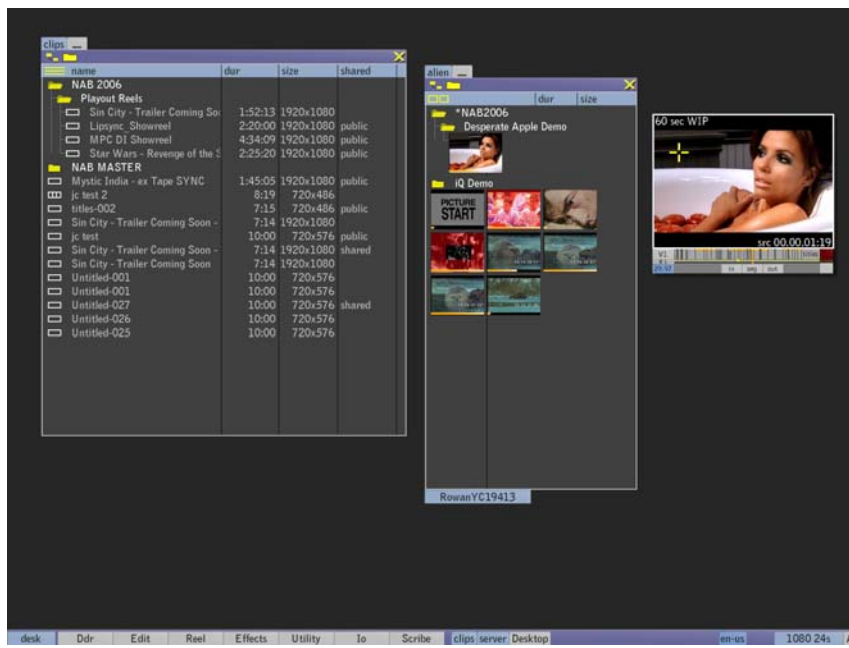 clips
name dur size shared
NAB 2006
Playout Reels
Sin City - Trailer Coming So 1:52:13 1920x1080
Lipsync_Showreel 2:20:00 1920x1080 public
MPC DI Showreel 4:34:09 1920x1080 public
Star Wars - Revenge of the S 2:25:20 1920x1080 public
NAB MASTER
Mystic India - ex Tape SYNC 1:45:05 1920x1080 public
jc test 2 8:19 720x486
titles-002 7:15 720x486 public
Sin City - Trailer Coming Soon - 7:14 1920x1080
jc test 10:00 720x576 public
Sin City - Trailer Coming Soon - 7:14 1920x1080 shared
Sin City - Trailer Coming Soon 7:14 1920x1080
Untitled-001 10:00 720x576
Untitled-001 10:00 720x576
Untitled-027 10:00 720x576 shared
Untitled-026 10:00 720x576
Untitled-025 10:00 720x576
alien
dur size
*NAB2006
Desperate Apple Demo
iQ Demo
PICTURE
START
RowanYC19413
60 sec WIP
src 00.00.01:19
V1 titles
in seg out
desk Ddr Edit Reel Effects Utility Io Scribe clips server Desktop en-us 1080 24s